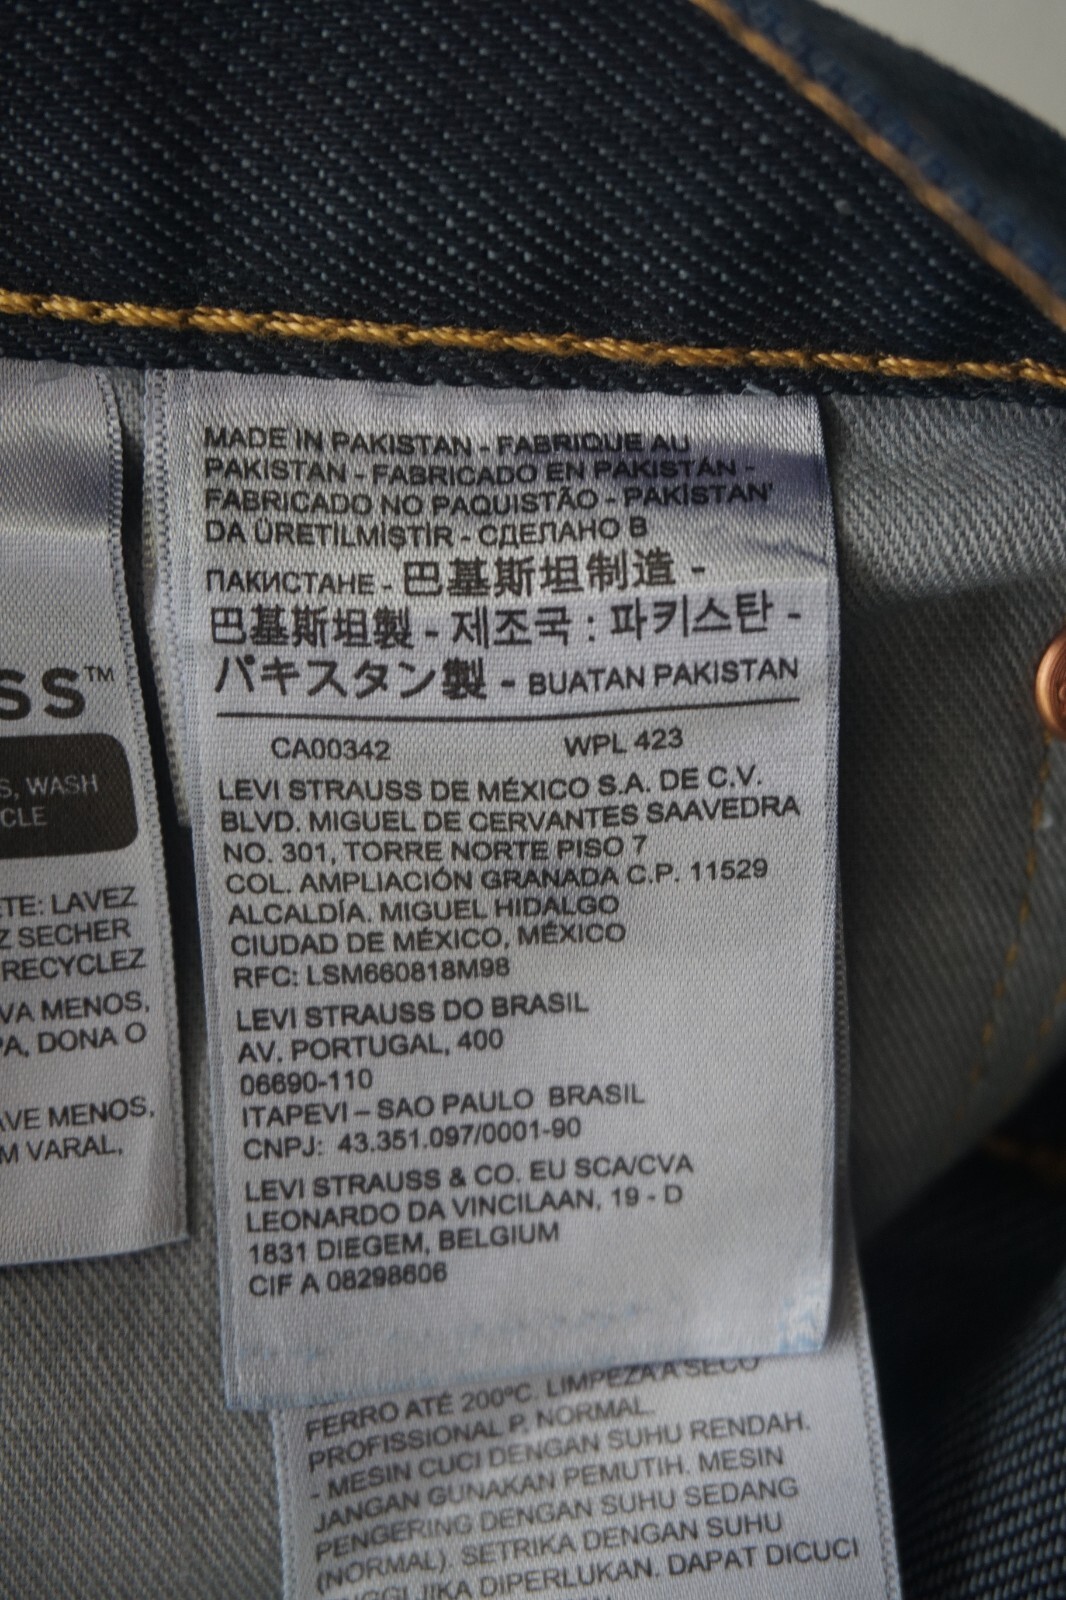 MADE IN PAKISTAN - FABRIQUE AU
PAKISTAN - FABRICADO EN PAKISTÁN -
FABRICADO NO PAQUISTÃO - PAKİSTAN'
DA ÜRETİLMİŞTİR - СДЕЛАНО В
ПАКИСТАНЕ - 巴基斯坦制造 -
巴基斯坦製 - 제조국 : 파키스탄 -
パキスタン製 - BUATAN PAKISTAN
CA00342 WPL 423
LEVI STRAUSS DE MÉXICO S.A. DE C.V.
BLVD. MIGUEL DE CERVANTES SAAVEDRA
NO. 301, TORRE NORTE PISO 7
COL. AMPLIACIÓN GRANADA C.P. 11529
ALCALDÍA. MIGUEL HIDALGO
CIUDAD DE MÉXICO, MÉXICO
RFC: LSM660818M98
LEVI STRAUSS DO BRASIL
AV. PORTUGAL, 400
06690-110
ITAPEVI – SAO PAULO BRASIL
CNPJ: 43.351.097/0001-90
LEVI STRAUSS & CO. EU SCA/CVA
LEONARDO DA VINCILAAN, 19 - D
1831 DIEGEM, BELGIUM
CIF A 08298606
SS™
S, WASH
CLE
TE: LAVEZ
Z SECHER
RECYCLEZ
VA MENOS,
PA, DONA O
AVE MENOS,
M VARAL,
FERRO ATÉ 200ºC. LIMPEZA A SECO
PROFISSIONAL P. NORMAL.
- MESIN CUCI DENGAN SUHU RENDAH.
JANGAN GUNAKAN PEMUTIH. MESIN
PENGERING DENGAN SUHU SEDANG
(NORMAL). SETRIKA DENGAN SUHU
JIKA DIPERLUKAN. DAPAT DICUCI